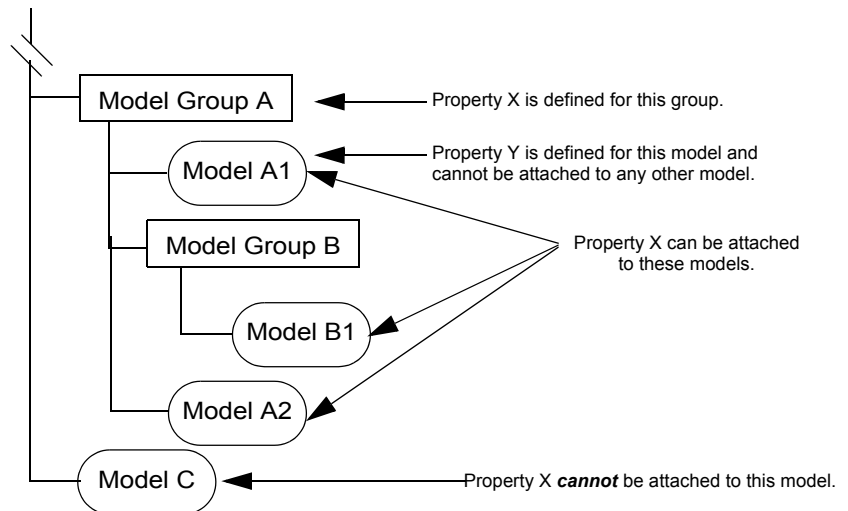 Model Group A
Property X is defined for this group.
Model A1
Property Y is defined for this model and
cannot be attached to any other model.
Model Group B
Property X can be attached
to these models.
Model B1
Model A2
Model C
Property X cannot be attached to this model.